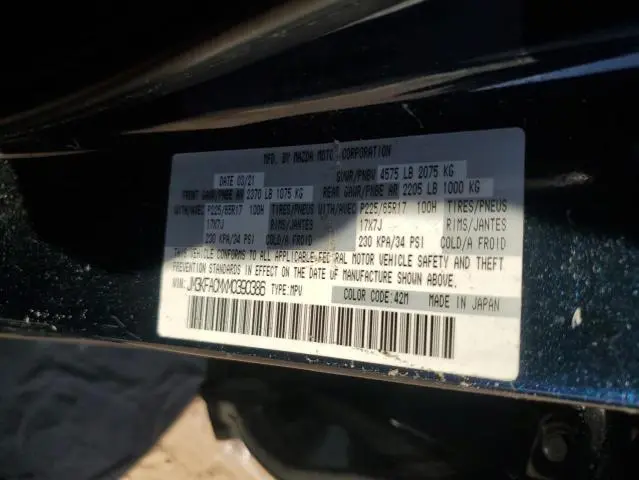 MFD. BY MAZDA MOTOR CORPORATION
DATE 03/21 GVWR/PNBV 4575 LB 2075 KG
FRONT GAWR/PNBE AR 2370 LB 1075 KG REAR GAWR/PNBE AR 2205 LB 1000 KG
WITH/AVEC P225/65R17 100H TIRES/PNEUS WITH/AVEC P225/65R17 100H TIRES/PNEUS
17X7J RIMS/JANTES 17X7J RIMS/JANTES
230 KPA/34 PSI COLD/A FROID 230 KPA/34 PSI COLD/A FROID
THIS VEHICLE CONFORMS TO ALL APPLICABLE FEDERAL MOTOR VEHICLE SAFETY AND THEFT
PREVENTION STANDARDS IN EFFECT ON THE DATE OF MANUFACTURE SHOWN ABOVE.
VIN: TYPE:MPV COLOR CODE:42M MADE IN JAPAN